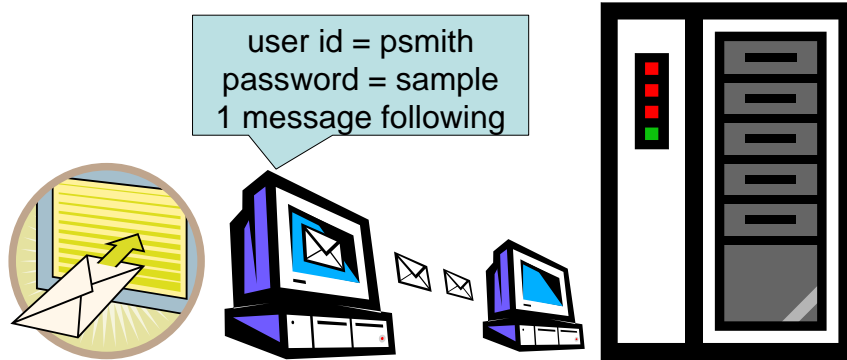 user id = psmith
password = sample
1 message following